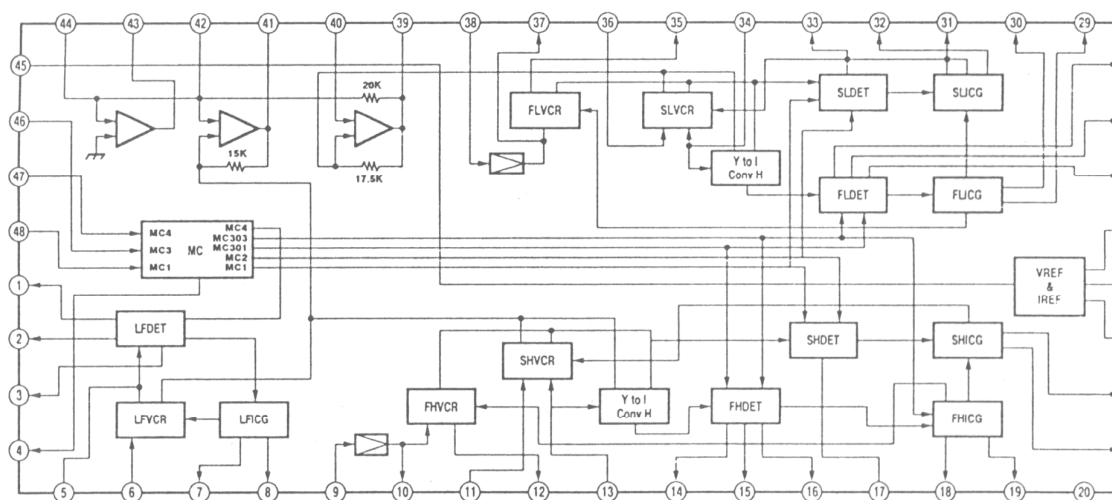 44 43 42 41 40 39 38 37 36 35 34 33 32 31 30 29
45
20K
FLVCR SLVCR SLDET SLICG
46
15K
17.5K
Y to I
Conv H
47
FLDET FLICG
48
MC4 MC4
MC303
MC3 MC MC301
MC2
MC1 MC1
VREF
&
IREF
1
LFDET
2
SHVCR SHDET SHICG
3
LFVCR LFICG FHVCR Y to I
Conv H FHDET FHICG
4
5 6 7 8 9 10 11 12 13 14 15 16 17 18 19 20